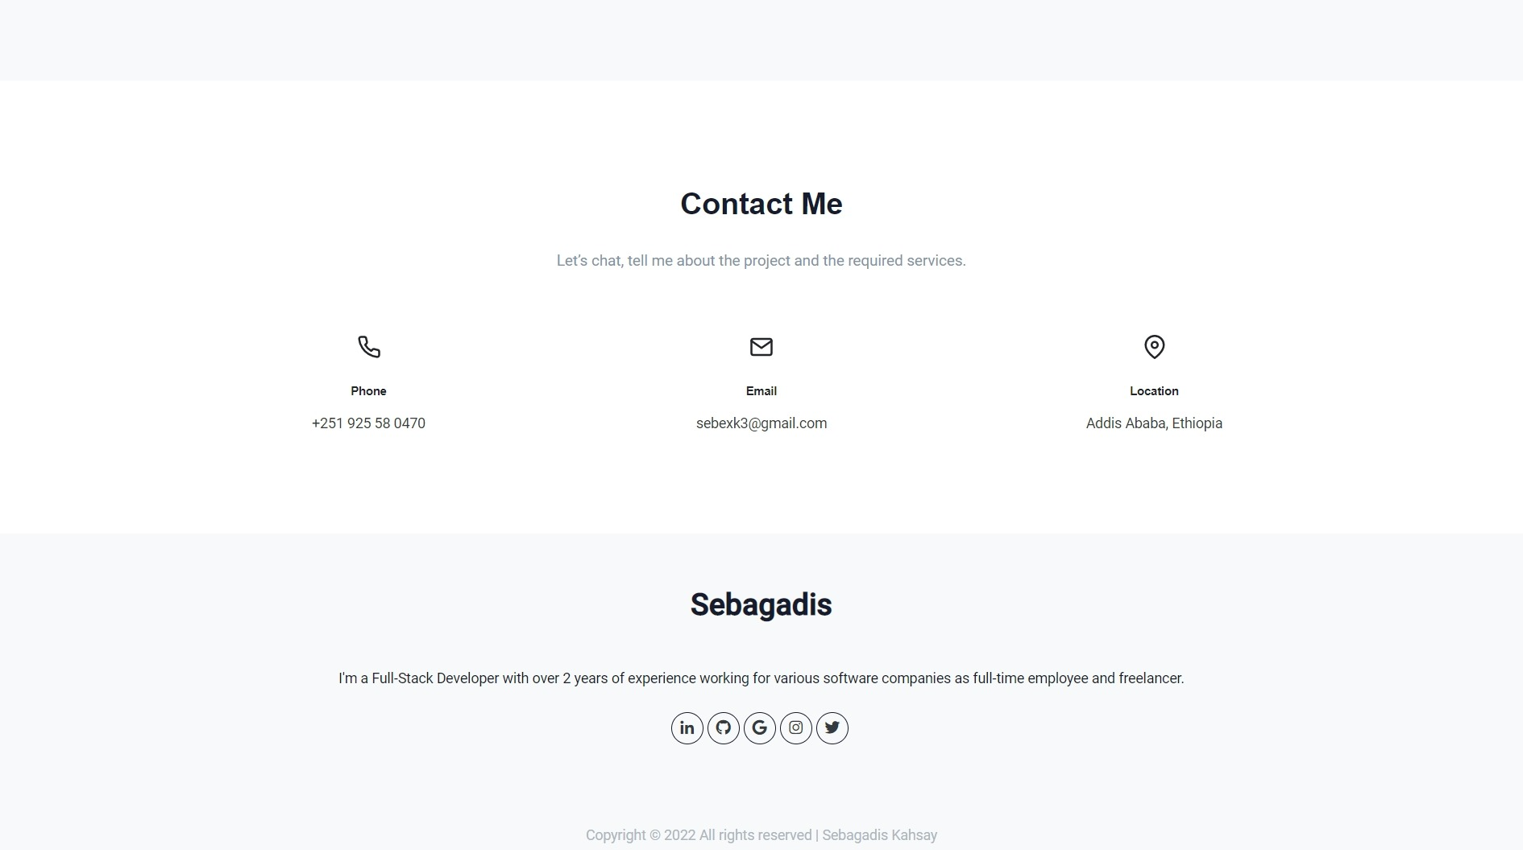 Contact Me
Let's chat, tell me about the project and the required services.
Phone
+251 925 58 0470
Email
sebexk3@gmail.com
Location
Addis Ababa, Ethiopia
Sebagadis
I'm a Full-Stack Developer with over 2 years of experience working for various software companies as full-time employee and freelancer.
Copyright © 2022 All rights reserved | Sebagadis Kahsay